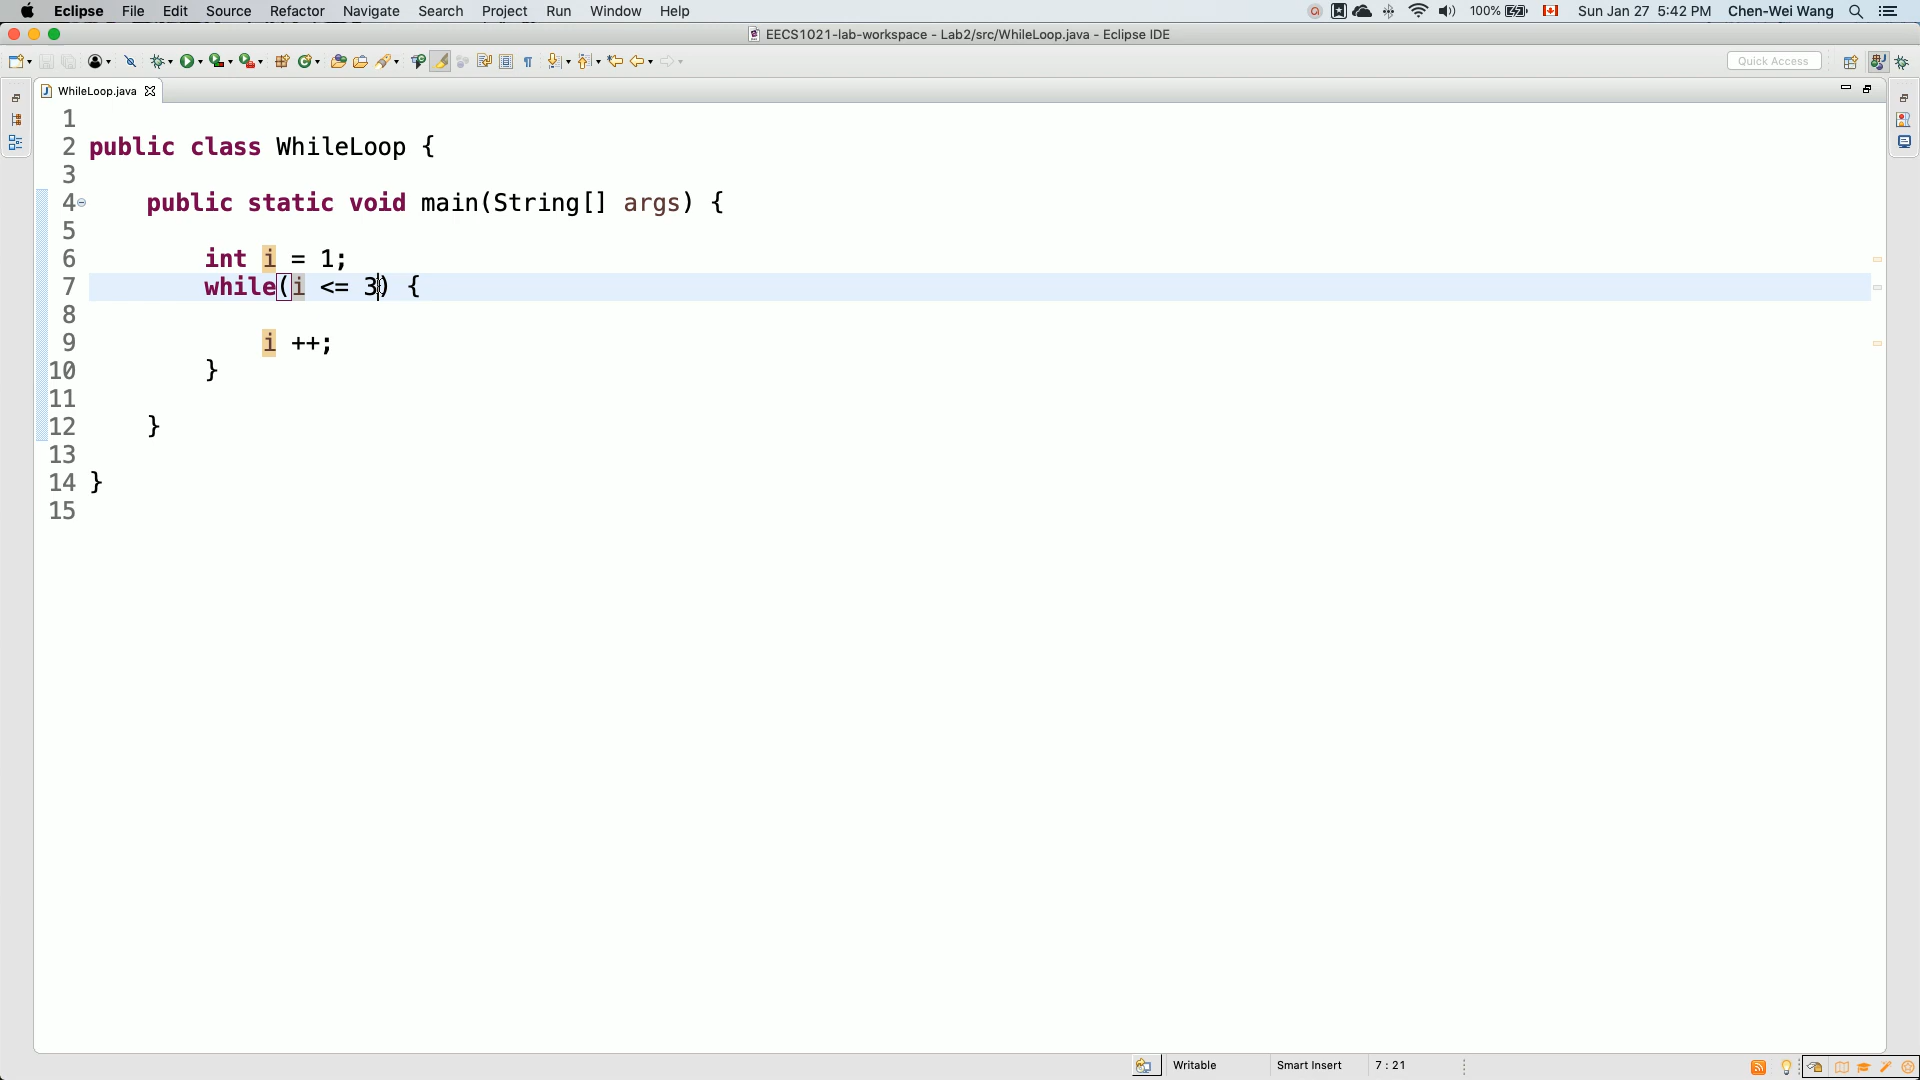 Eclipse File Edit Source Refactor Navigate Search Project Run Window Help 100% Sun Jan 27 5:42 PM Chen-Wei Wang
EECS1021-lab-workspace - Lab2/src/WhileLoop.java - Eclipse IDE
Quick Access
WhileLoop.java
1
2 public class WhileLoop {
3
4 public static void main(String[] args) {
5
6 int i = 1;
7 while(i <= 3) {
8
9 i ++;
10 }
11
12 }
13
14 }
15
Writable Smart Insert 7 : 21